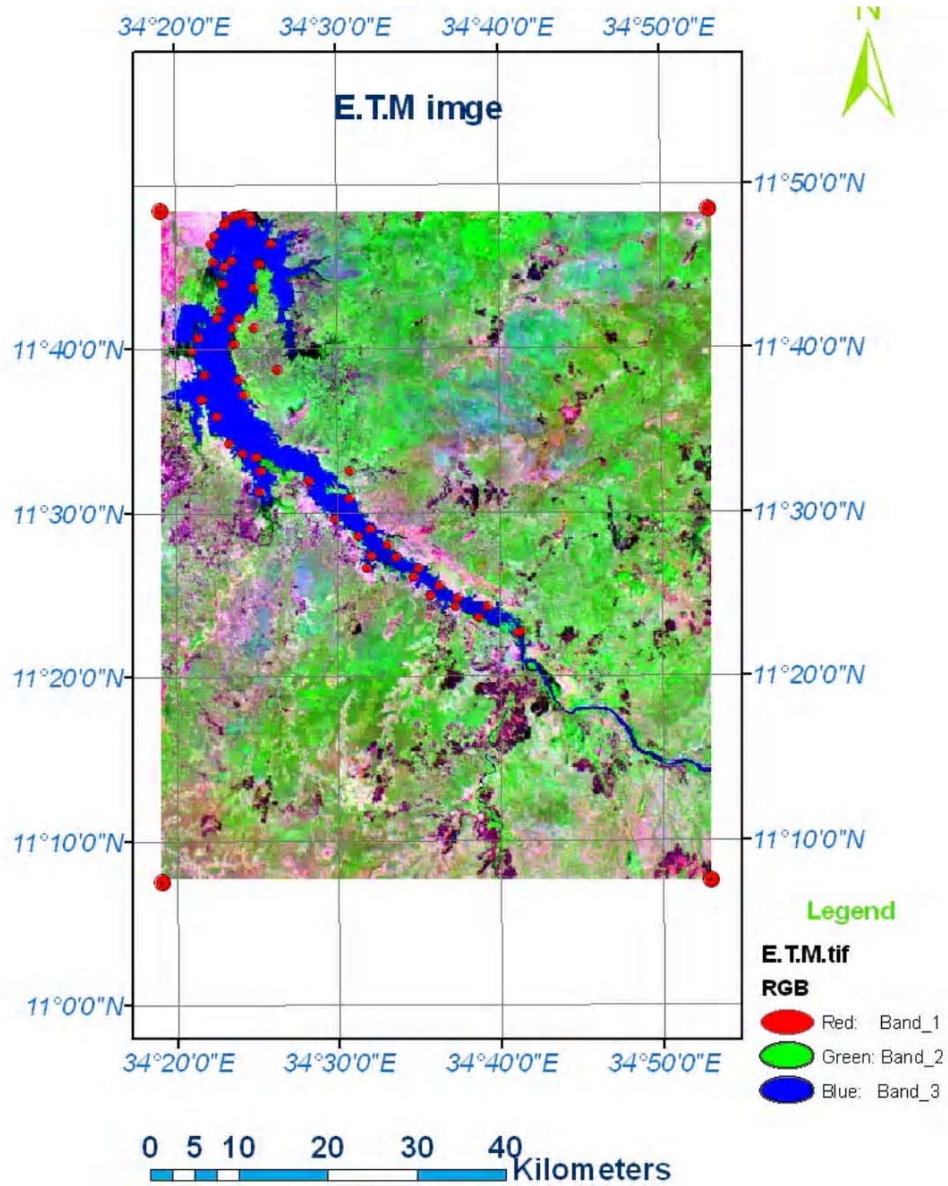 N
34°20'0"E 34°30'0"E 34°40'0"E 34°50'0"E
E.T.M imge
11°50'0"N
11°40'0"N 11°40'0"N
11°30'0"N 11°30'0"N
11°20'0"N 11°20'0"N
11°10'0"N 11°10'0"N
11°0'0"N
34°20'0"E 34°30'0"E 34°40'0"E 34°50'0"E
Legend
E.T.M.tif
RGB
Red: Band_1
Green: Band_2
Blue: Band_3
0 5 10 20 30 40
Kilometers